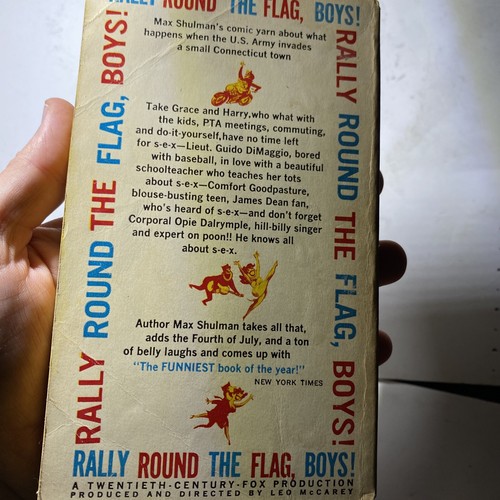 RALLY ROUND THE FLAG, BOYS!
Max Shulman's comic yarn about what
happens when the U.S. Army invades
a small Connecticut town
Take Grace and Harry,who what with
the kids, PTA meetings, commuting,
and do-it-yourself,have no time left
for s-e-x—Lieut. Guido DiMaggio, bored
with baseball, in love with a beautiful
schoolteacher who teaches her tots
about s-e-x—Comfort Goodpasture,
blouse-busting teen, James Dean fan,
who's heard of s-e-x—and don't forget
Corporal Opie Dalrymple, hill-billy singer
and expert on poon!! He knows all
about s-e-x.
Author Max Shulman takes all that,
adds the Fourth of July, and a ton
of belly laughs and comes up with
"The FUNNIEST book of the year!"
NEW YORK TIMES
RALLY ROUND THE FLAG, BOYS!
RALLY ROUND THE FLAG, BOYS!
RALLY ROUND THE FLAG, BOYS!
A TWENTIETH-CENTURY-FOX PRODUCTION
PRODUCED AND DIRECTED BY LEO McCAREY